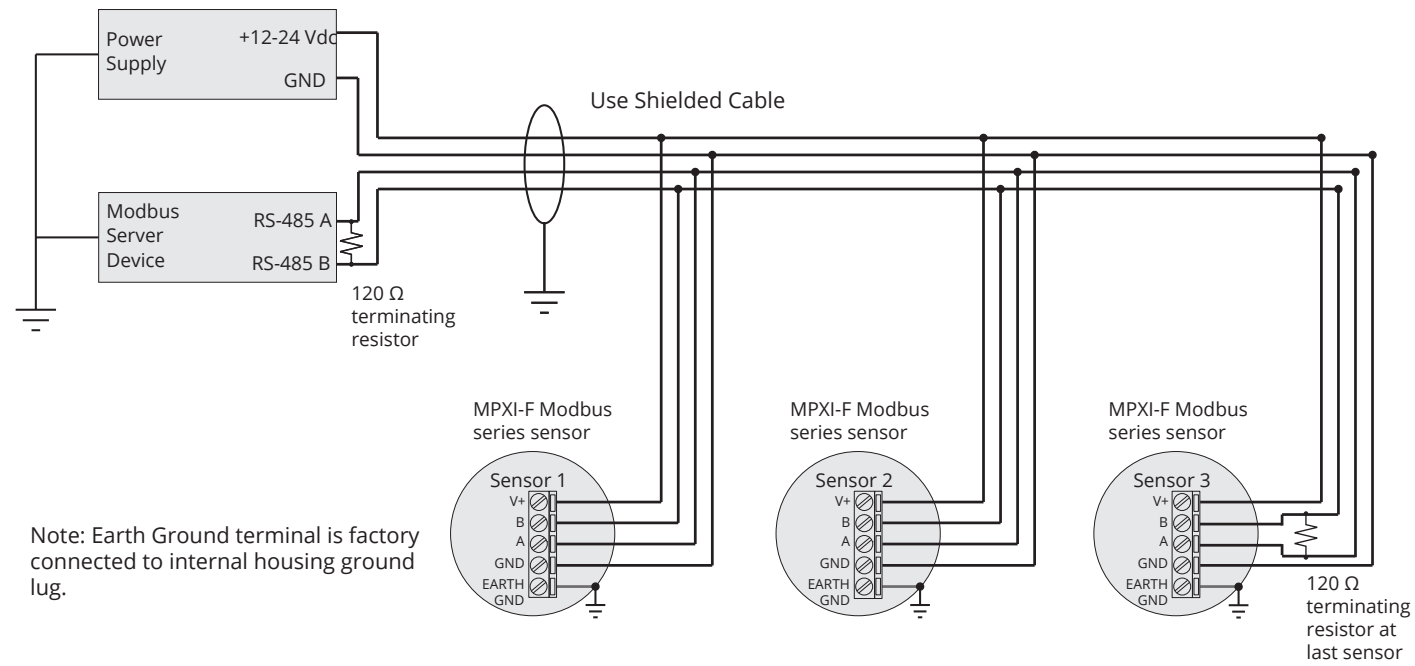 Power
Supply
+12-24 Vdc
GND
Use Shielded Cable
Modbus
Server
Device
RS-485 A
RS-485 B
120 Ω
terminating
resistor
MPXI-F Modbus
series sensor
Sensor 1
V+
B
A
GND
EARTH
GND
MPXI-F Modbus
series sensor
Sensor 2
V+
B
A
GND
EARTH
GND
MPXI-F Modbus
series sensor
Sensor 3
V+
B
A
GND
EARTH
GND
120 Ω
terminating
resistor at
last sensor
Note: Earth Ground terminal is factory
connected to internal housing ground
lug.